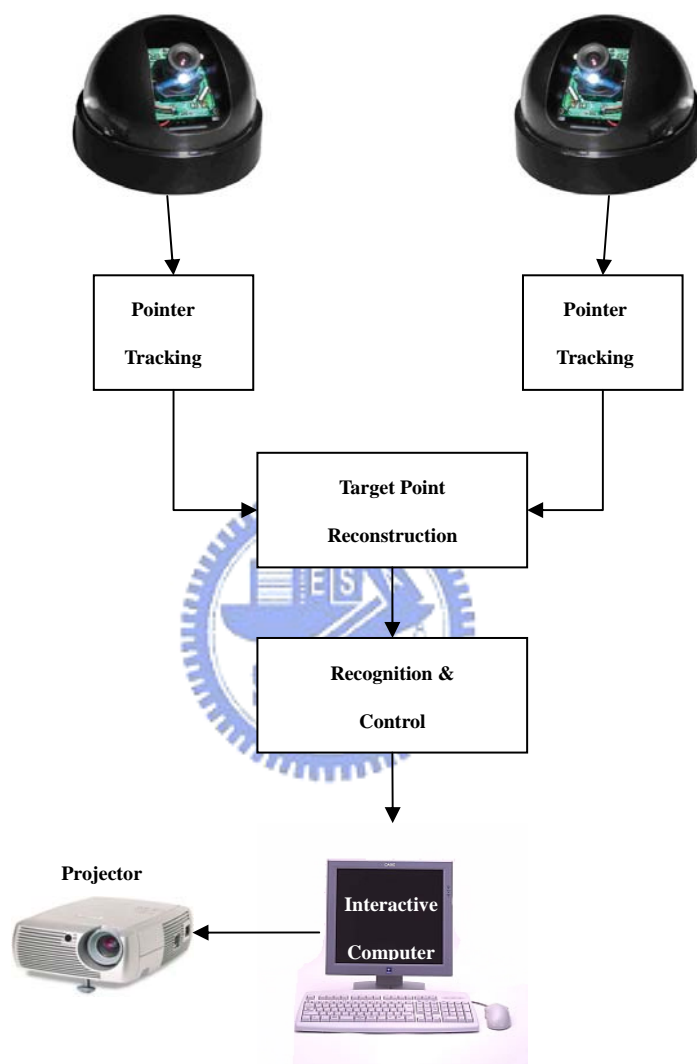 Pointer
Tracking
Pointer
Tracking
Target Point
Reconstruction
E S
Recognition &
Control
Projector
Interactive
Computer